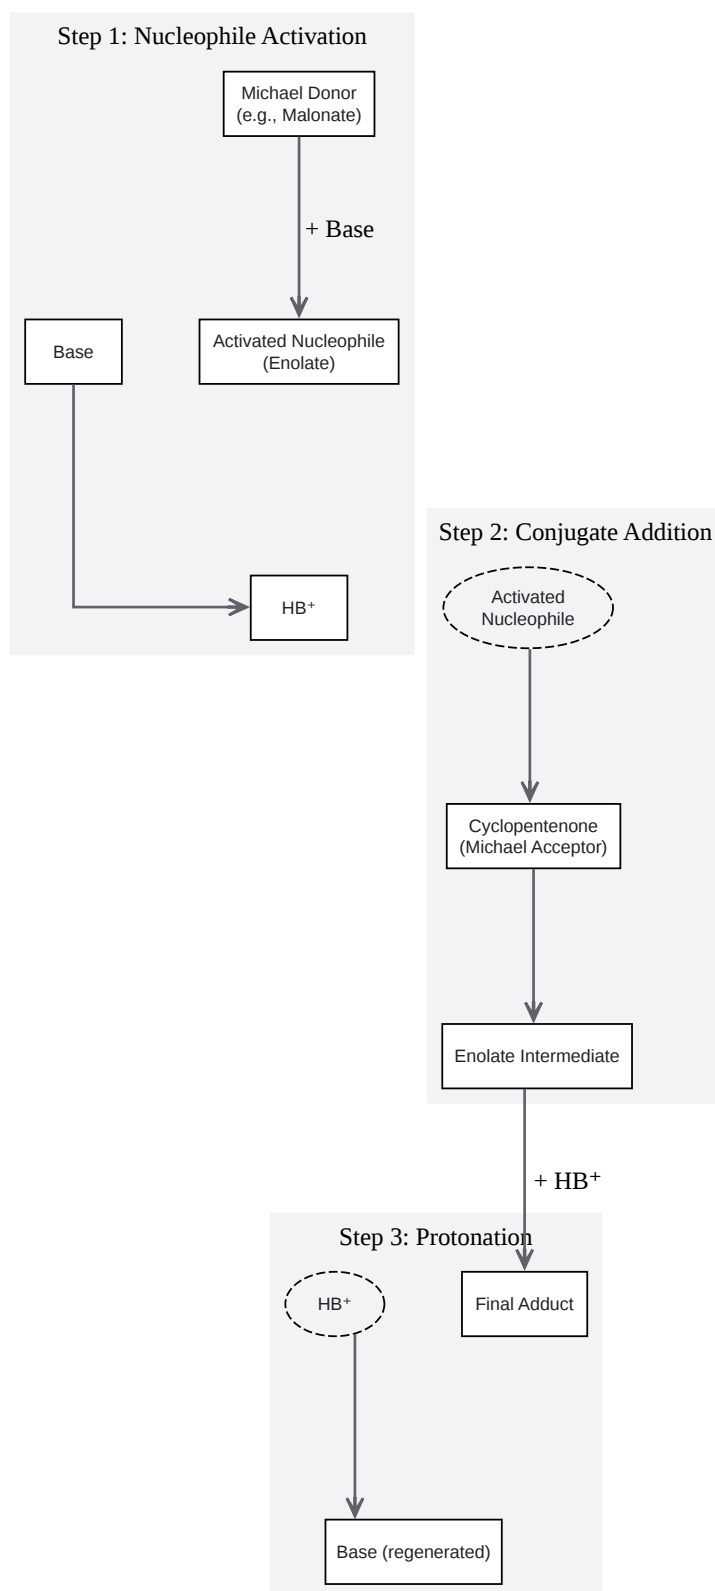 Step 1: Nucleophile Activation
Michael Donor
(e.g., Malonate)
+ Base
Base
Activated Nucleophile
(Enolate)
HB⁺
Step 2: Conjugate Addition
Activated
Nucleophile
Cyclopentenone
(Michael Acceptor)
Enolate Intermediate
+ HB⁺
Step 3: Protonation
HB⁺
Final Adduct
Base (regenerated)